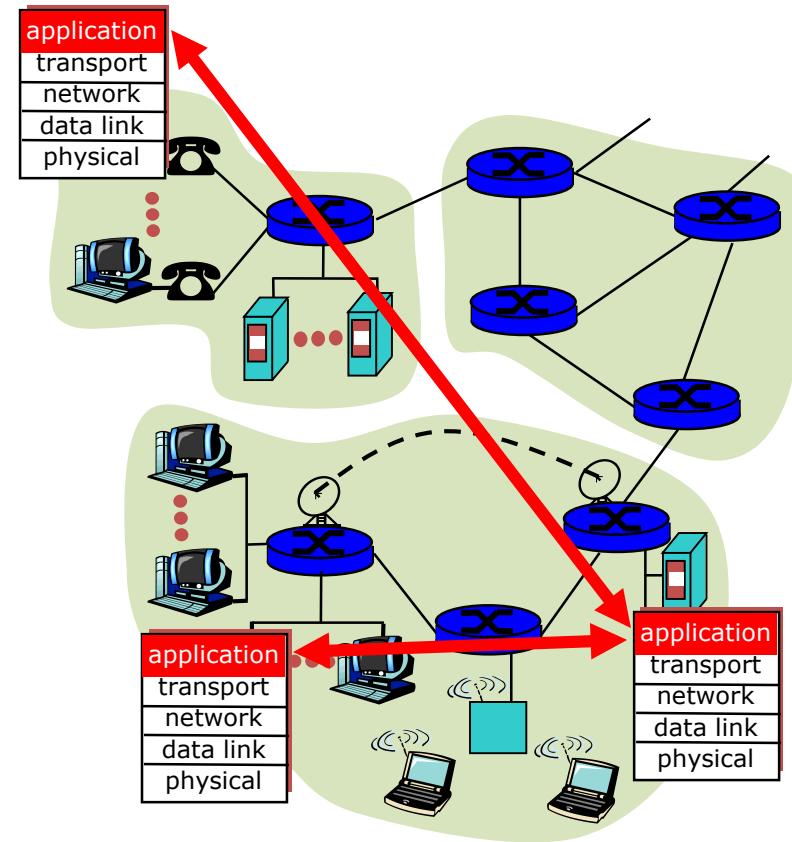 application
transport
network
data link
physical
application
transport
network
data link
physical
application
transport
network
data link
physical